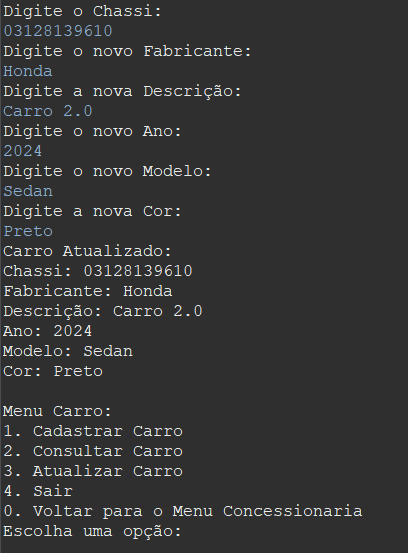 Digite o Chassi:
03128139610
Digite o novo Fabricante:
Honda
Digite a nova Descrição:
Carro 2.0
Digite o novo Ano:
2024
Digite o novo Modelo:
Sedan
Digite a nova Cor:
Preto
Carro Atualizado:
Chassi: 03128139610
Fabricante: Honda
Descrição: Carro 2.0
Ano: 2024
Modelo: Sedan
Cor: Preto
Menu Carro:
1. Cadastrar Carro
2. Consultar Carro
3. Atualizar Carro
4. Sair
0. Voltar para o Menu Concessionaria
Escolha uma opção: